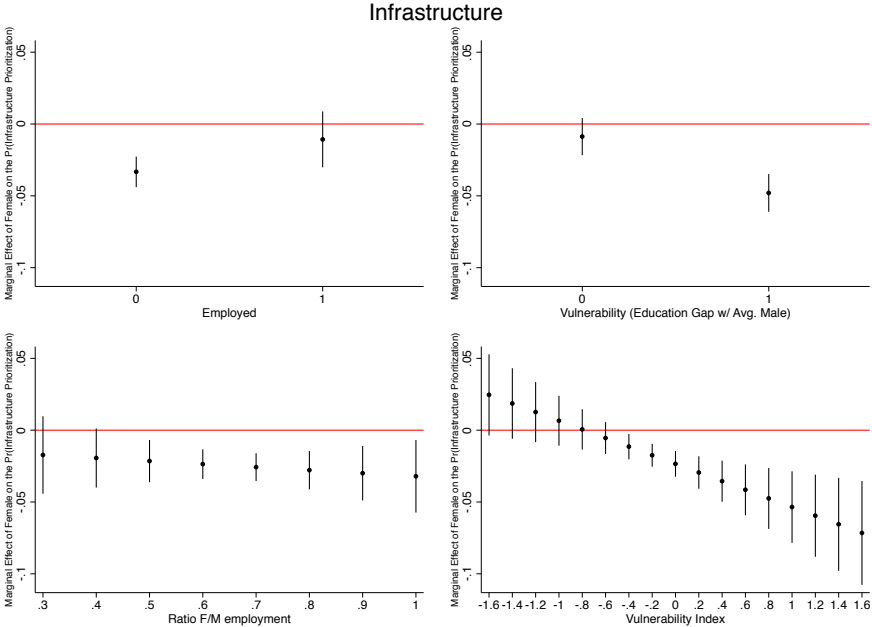 Infrastructure
Marginal Effect of Female on the Pr(Infrastructure Prioritization)
.05
0
-.05
-.1
0 1
Employed
Marginal Effect of Female on the Pr(Infrastructure Prioritization)
.05
0
-.05
-.1
0 1
Vulnerability (Education Gap w/ Avg. Male)
Marginal Effect of Female on the Pr(Infrastructure Prioritization)
.05
0
-.05
-.1
.3 .4 .5 .6 .7 .8 .9 1
Ratio F/M employment
Marginal Effect of Female on the Pr(Infrastructure Prioritization)
.05
0
-.05
-.1
-1.6 -1.4 -1.2 -1 -.8 -.6 -.4 -.2 0 .2 .4 .6 .8 1 1.2 1.4 1.6
Vulnerability Index